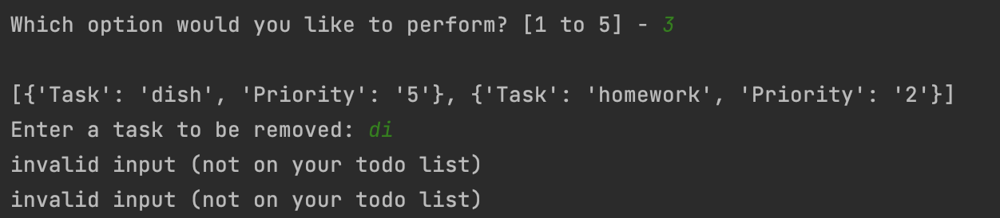 Which option would you like to perform? [1 to 5] - 3
[{'Task': 'dish', 'Priority': '5'}, {'Task': 'homework', 'Priority': '2'}]
Enter a task to be removed: di
invalid input (not on your todo list)
invalid input (not on your todo list)